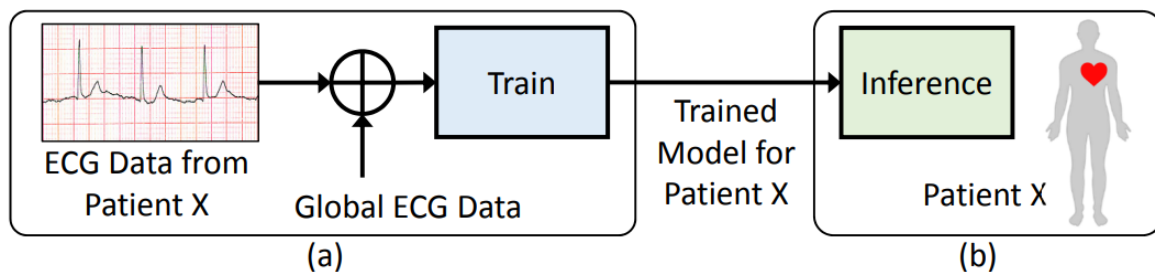 ECG Data from
Patient X
Global ECG Data
Train
Trained
Model for
Patient X
Inference
Patient X
(a)
(b)